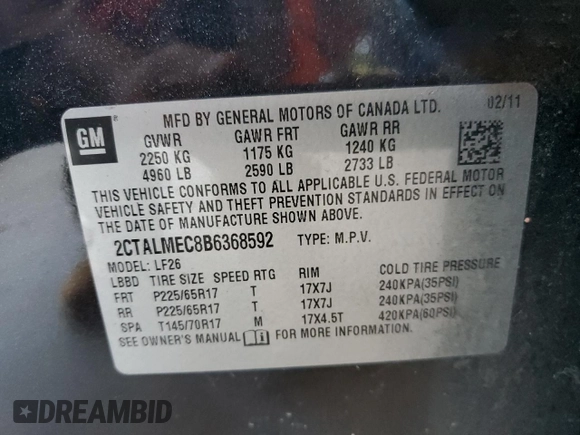 MFD BY GENERAL MOTORS OF CANADA LTD. 02/11
GM
GVWR GAWR FRT GAWR RR
2250 KG 1175 KG 1240 KG
4960 LB 2590 LB 2733 LB
THIS VEHICLE CONFORMS TO ALL APPLICABLE U.S. FEDERAL MOTOR
VEHICLE SAFETY AND THEFT PREVENTION STANDARDS IN EFFECT ON
THE DATE OF MANUFACTURE SHOWN ABOVE.
2CTALMEC8B6368592 TYPE: M.P.V.
MODEL: LF26
LBBD TIRE SIZE SPEED RTG RIM COLD TIRE PRESSURE
FRT P225/65R17 T 17X7J 240KPA(35PSI)
RR P225/65R17 T 17X7J 240KPA(35PSI)
SPA T145/70R17 M 17X4.5T 420KPA(60PSI)
SEE OWNER'S MANUAL FOR MORE INFORMATION.
DREAMBID